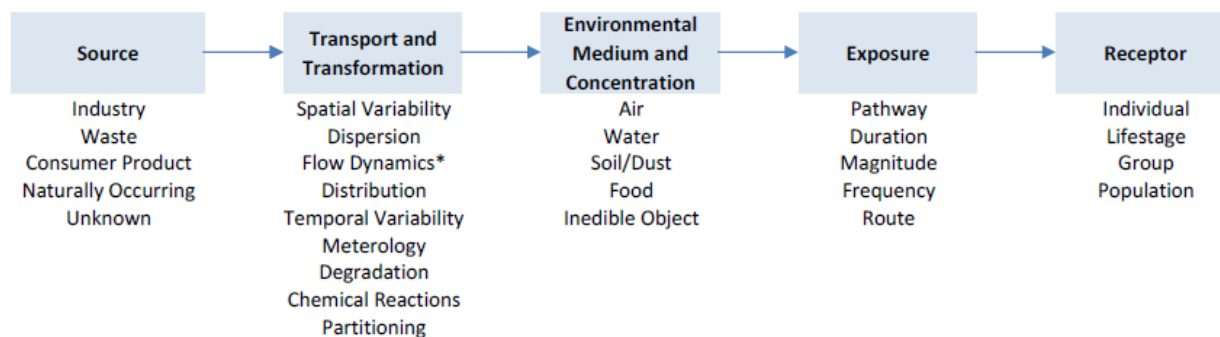 Source
Industry
Waste
Consumer Product
Naturally Occurring
Unknown
Transport and
Transformation
Spatial Variability
Dispersion
Flow Dynamics*
Distribution
Temporal Variability
Meterology
Degradation
Chemical Reactions
Partitioning
Environmental
Medium and
Concentration
Air
Water
Soil/Dust
Food
Inedible Object
Exposure
Pathway
Duration
Magnitude
Frequency
Route
Receptor
Individual
Lifestage
Group
Population